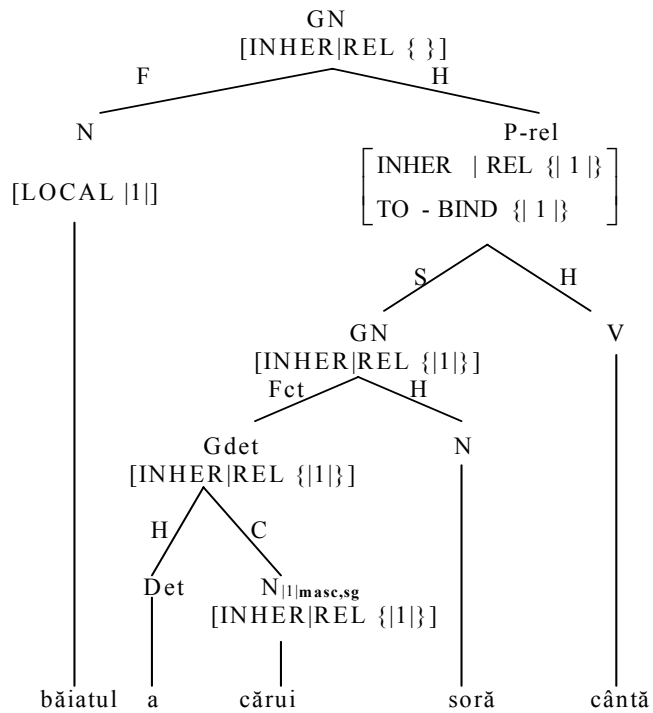 GN
[INHER|REL { }]
F H
N P-rel
[LOCAL |1|]
INHER | REL {| 1 |}
TO - BIND {| 1 |}
S H
GN V
[INHER|REL {|1|}]
Fct H
Gdet N
[INHER|REL {|1|}]
H C
Det N|1|masc,sg
[INHER|REL {|1|}]
băiatul a cărui soră cântă